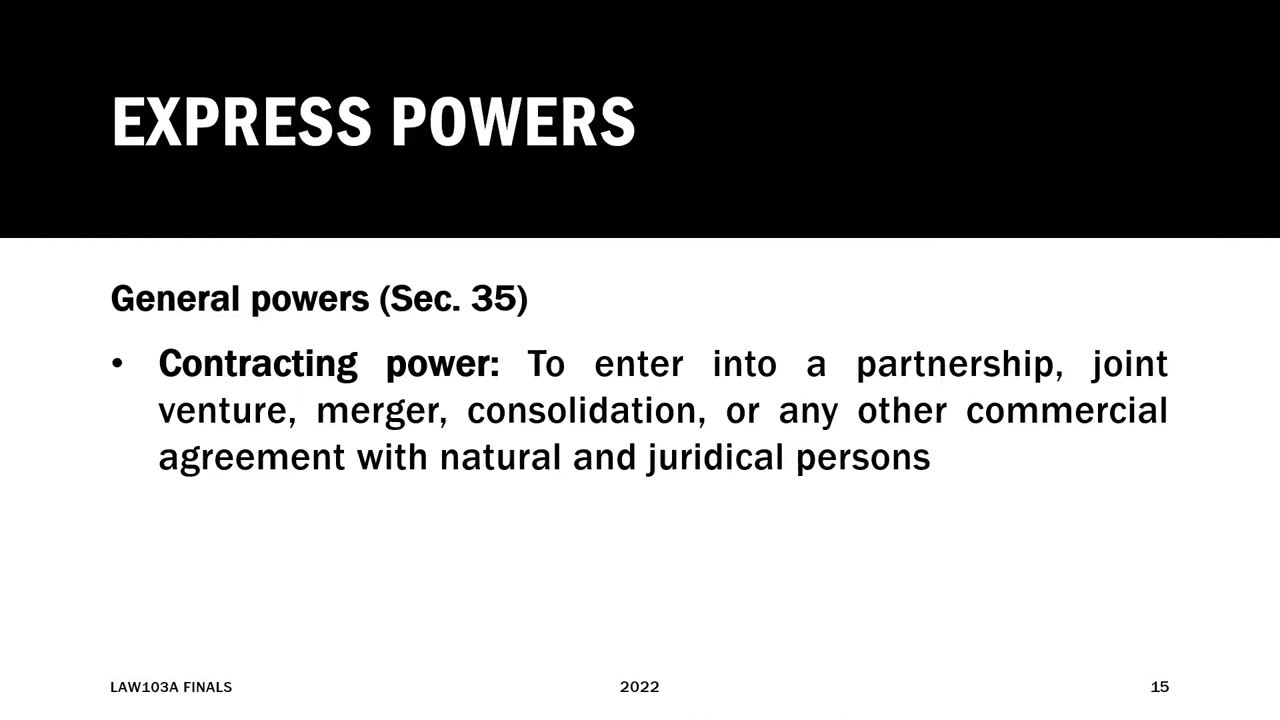 EXPRESS POWERS
General powers (Sec. 35)
• Contracting power: To enter into a partnership, joint
venture, merger, consolidation, or any other commercial
agreement with natural and juridical persons
LAW103A FINALS 2022 15